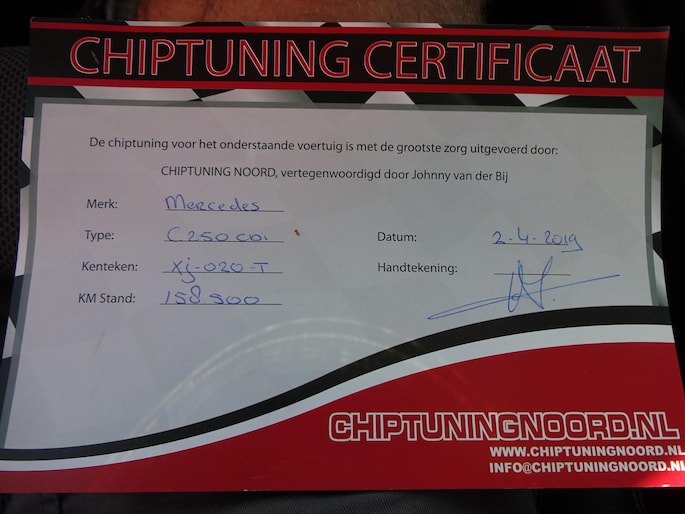 CHIPTUNING CERTIFICAAT
De chiptuning voor het onderstaande voertuig is met de grootste zorg uitgevoerd door:
CHIPTUNING NOORD, vertegenwoordigd door Johnny van der Bij
Merk: Mercedes
Type: C250 CDI
Datum: 2-4-2019
Kenteken: XJ-020-T
Handtekening:
KM Stand: 158 500
CHIPTUNINGNOORD.NL
WWW.CHIPTUNINGNOORD.NL
INFO@CHIPTUNINGNOORD.NL